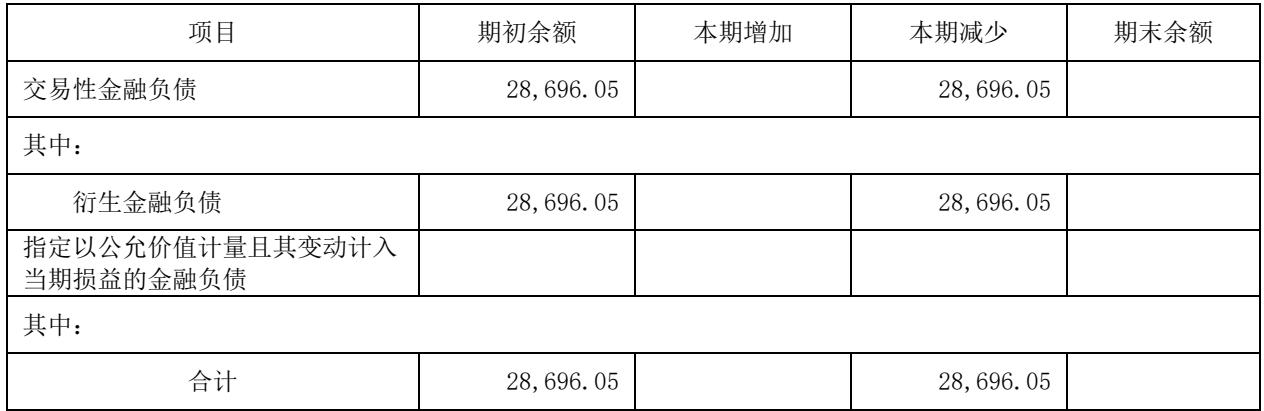 项目 期初余额 本期增加 本期减少 期末余额
交易性金融负债 28,696.05 28,696.05
其中：
衍生金融负债 28,696.05 28,696.05
指定以公允价值计量且其变动计入
当期损益的金融负债
其中：
合计 28,696.05 28,696.05